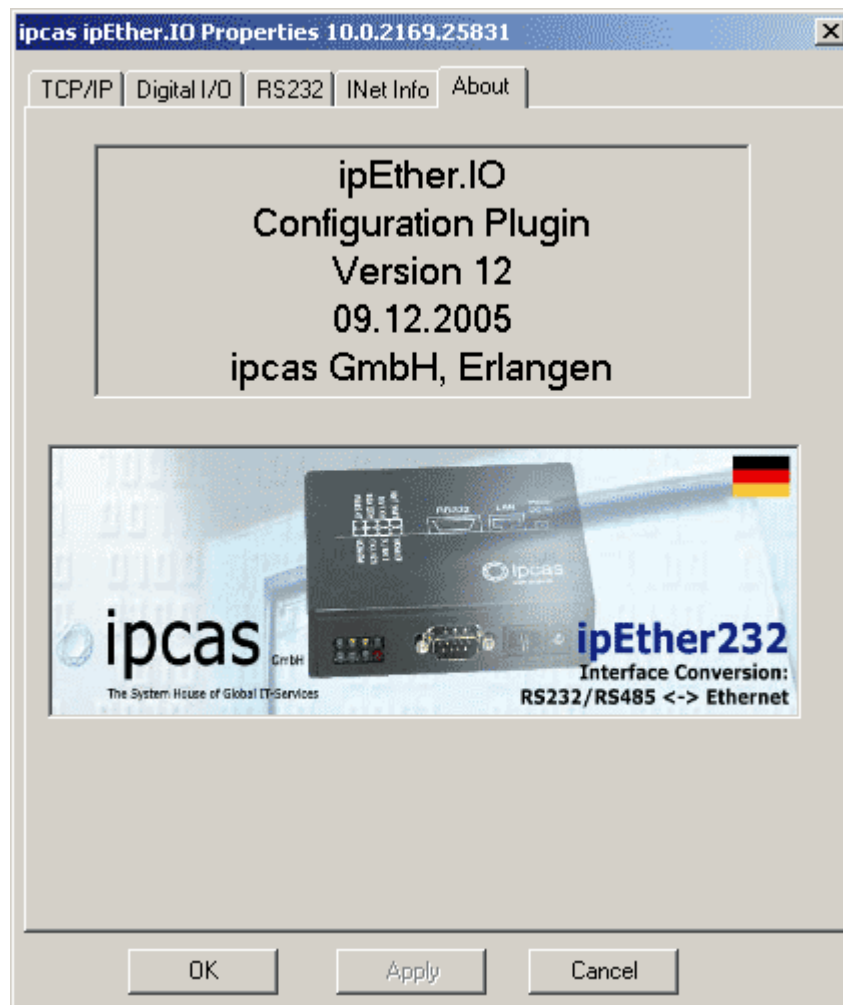 ipcas ipEther.IO Properties 10.0.2169.25831
TCP/IP Digital I/O RS232 INet Info About
ipEther.IO
Configuration Plugin
Version 12
09.12.2005
ipcas GmbH, Erlangen
RS232 LAN
ipcas
ipcas GmbH
The System House of Global IT-Services
ipEther232
Interface Conversion:
RS232/RS485 <-> Ethernet
OK Apply Cancel